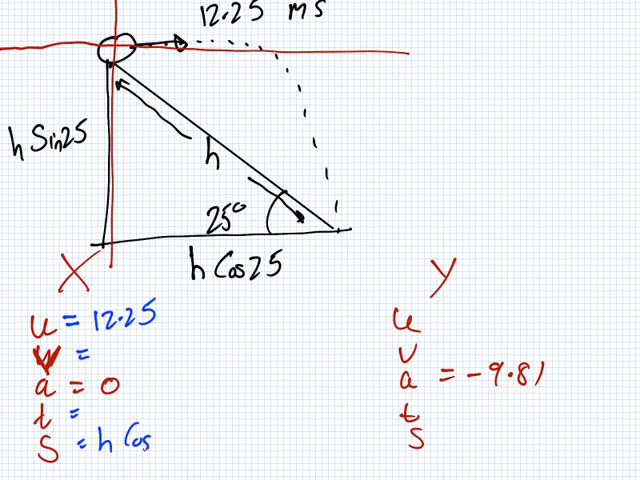 12.25 ms
h Sin25
h
25°
h Cos25
X
u = 12.25
v =
a = 0
t =
S = h Cos
y
u
v
a = -9.81
t
S